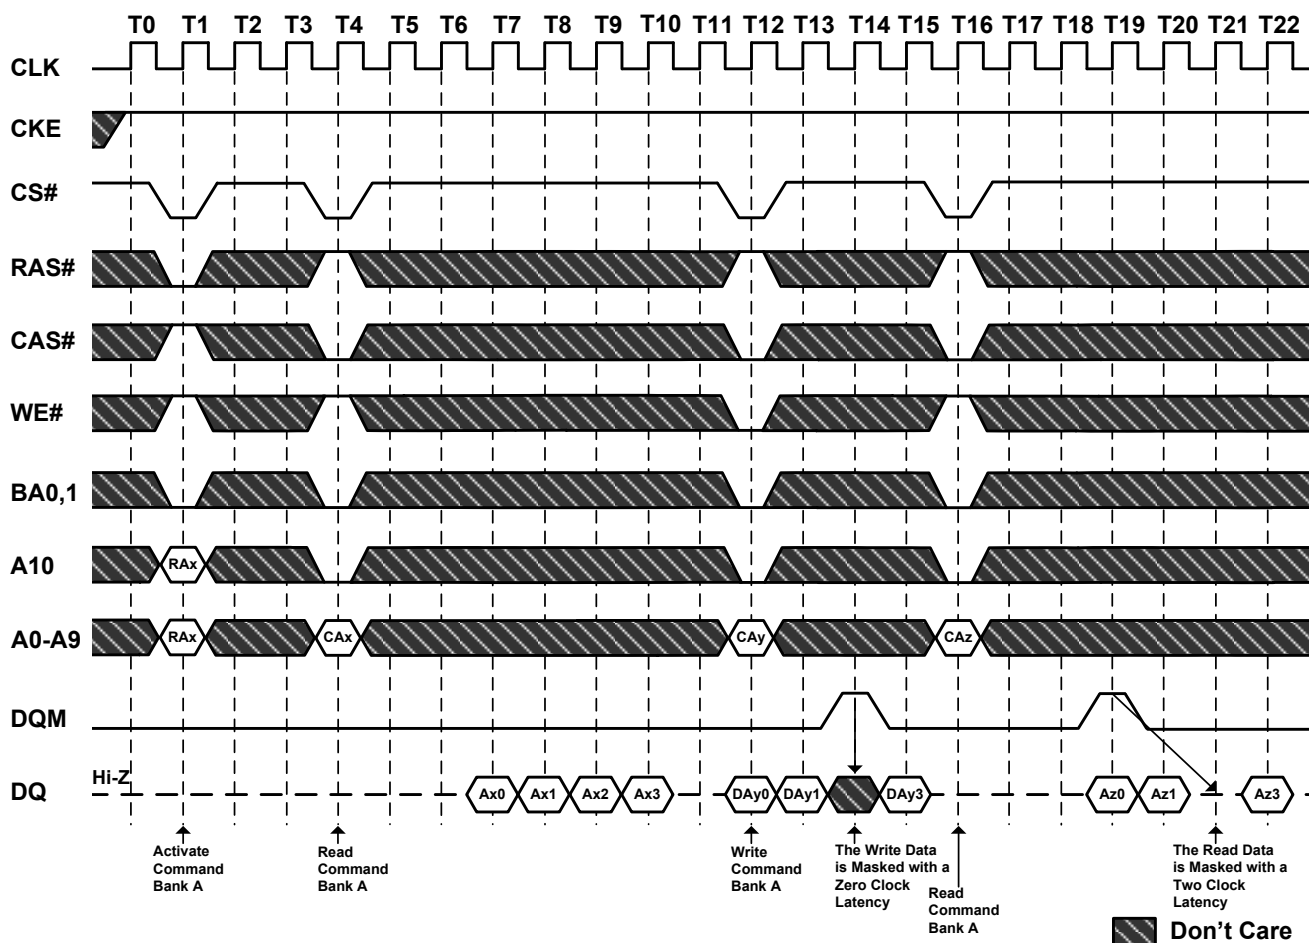 T0 T1 T2 T3 T4 T5 T6 T7 T8 T9 T10 T11 T12 T13 T14 T15 T16 T17 T18 T19 T20 T21 T22
CLK
CKE
CS#
RAS#
CAS#
WE#
BA0,1
A10 RAx
A0-A9 RAx CAx CAy CAz
DQM
Hi-Z
DQ Ax0 Ax1 Ax2 Ax3 DAy0 DAy1 DAy3 Az0 Az1 Az3
Activate
Command
Bank A
Read
Command
Bank A
Write
Command
Bank A
The Write Data
is Masked with a
Zero Clock
Latency
Read
Command
Bank A
The Read Data
is Masked with a
Two Clock
Latency
Don't Care